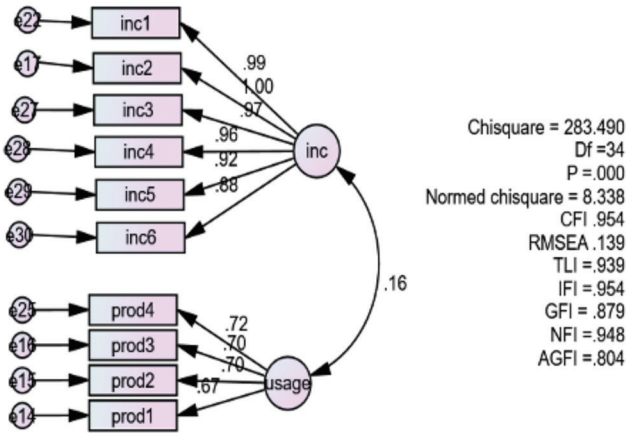 e22
inc1
e17
inc2
e27
inc3
e28
inc4
e29
inc5
e30
inc6
.99
1.00
.97
.96
.92
.88
inc
.16
e25
prod4
e16
prod3
e15
prod2
e14
prod1
.72
.70
.70
.67
usage
Chisquare = 283.490
Df =34
P =.000
Normed chisquare = 8.338
CFI .954
RMSEA .139
TLI =.939
IFI =.954
GFI = .879
NFI =.948
AGFI =.804